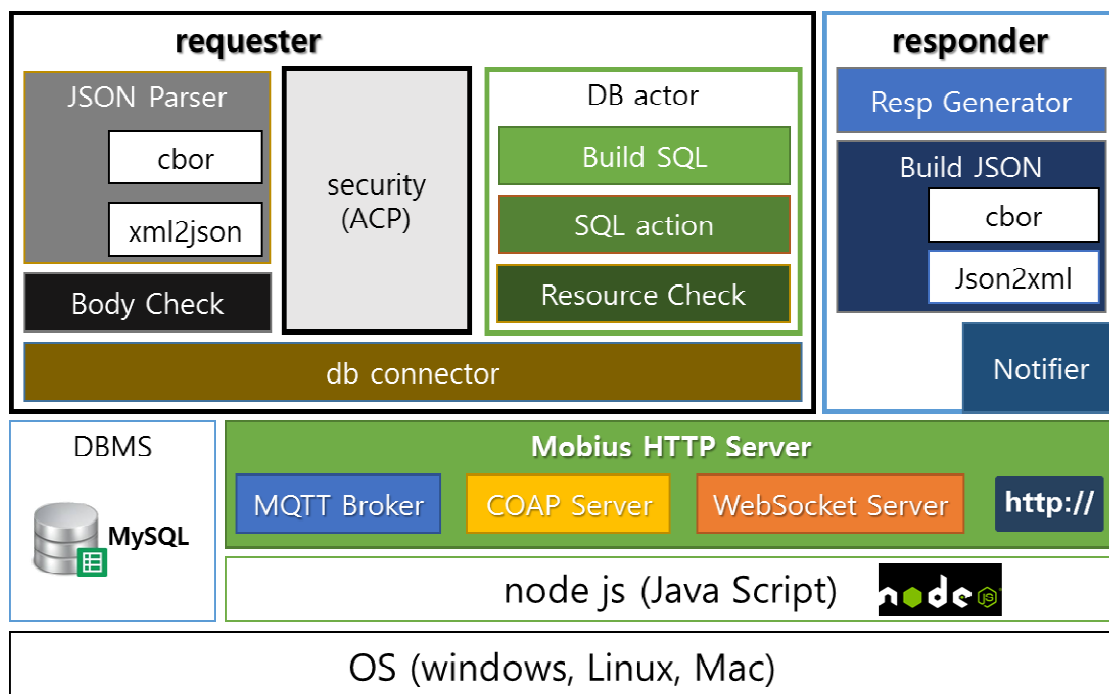 requester
JSON Parser
cbor
xml2json
Body Check
security
(ACP)
DB actor
Build SQL
SQL action
Resource Check
db connector
responder
Resp Generator
Build JSON
cbor
Json2xml
Notifier
DBMS
MySQL
Mobius HTTP Server
MQTT Broker
COAP Server
WebSocket Server
http://
node js (Java Script)
node JS
OS (windows, Linux, Mac)